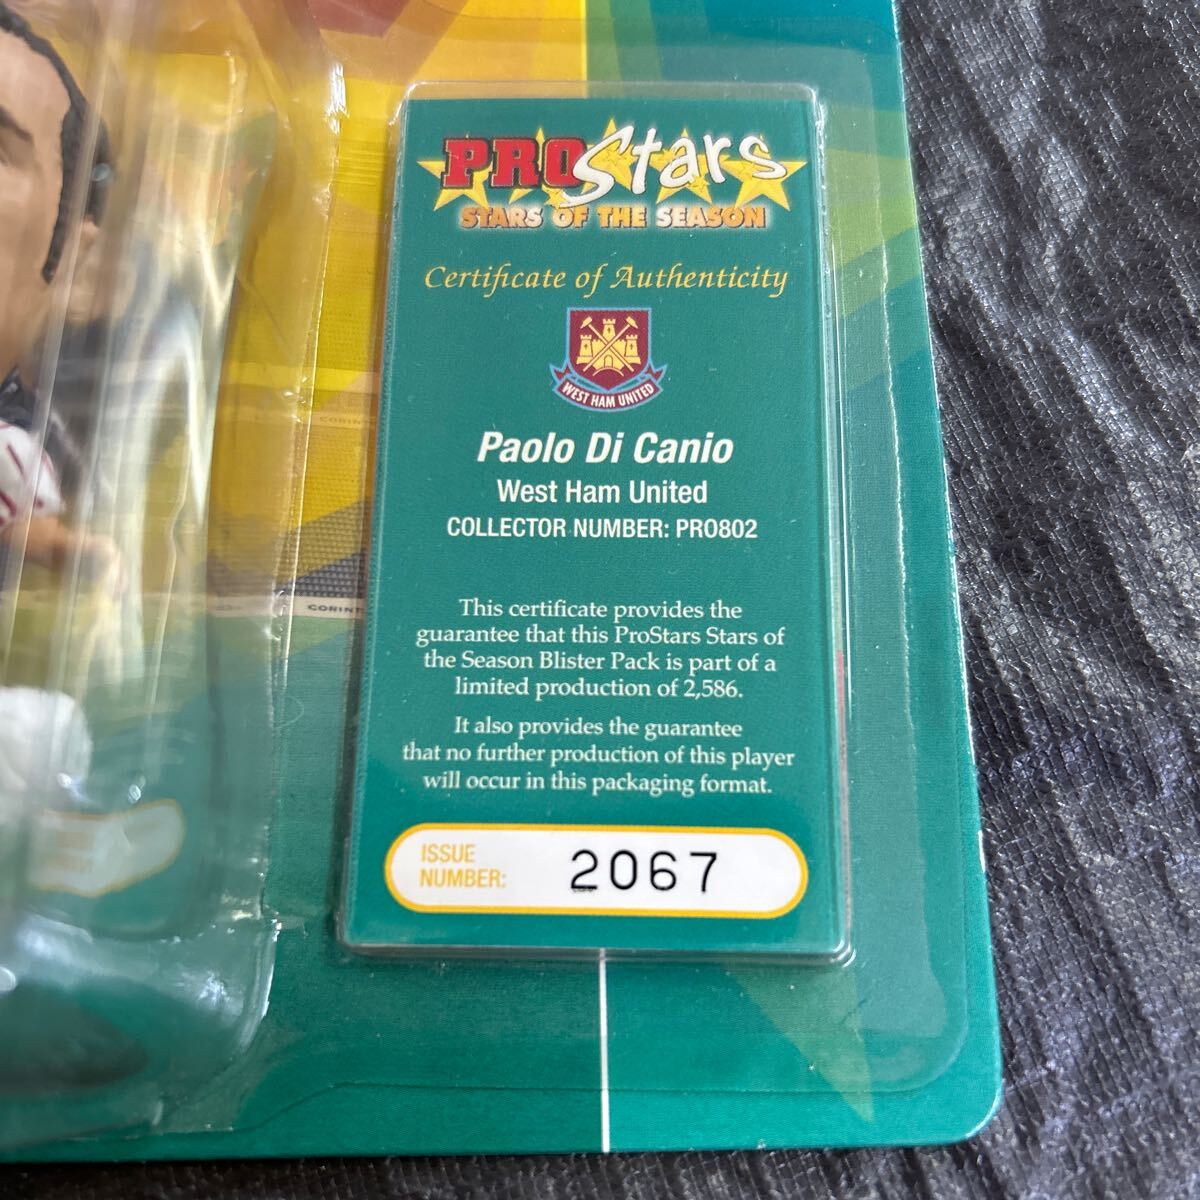 PROStars
STARS OF THE SEASON
Certificate of Authenticity
WEST HAM UNITED
Paolo Di Canio
West Ham United
COLLECTOR NUMBER: PRO802
This certificate provides the
guarantee that this ProStars Stars of
the Season Blister Pack is part of a
limited production of 2,586.
It also provides the guarantee
that no further production of this player
will occur in this packaging format.
ISSUE
NUMBER:
2067
CORINT